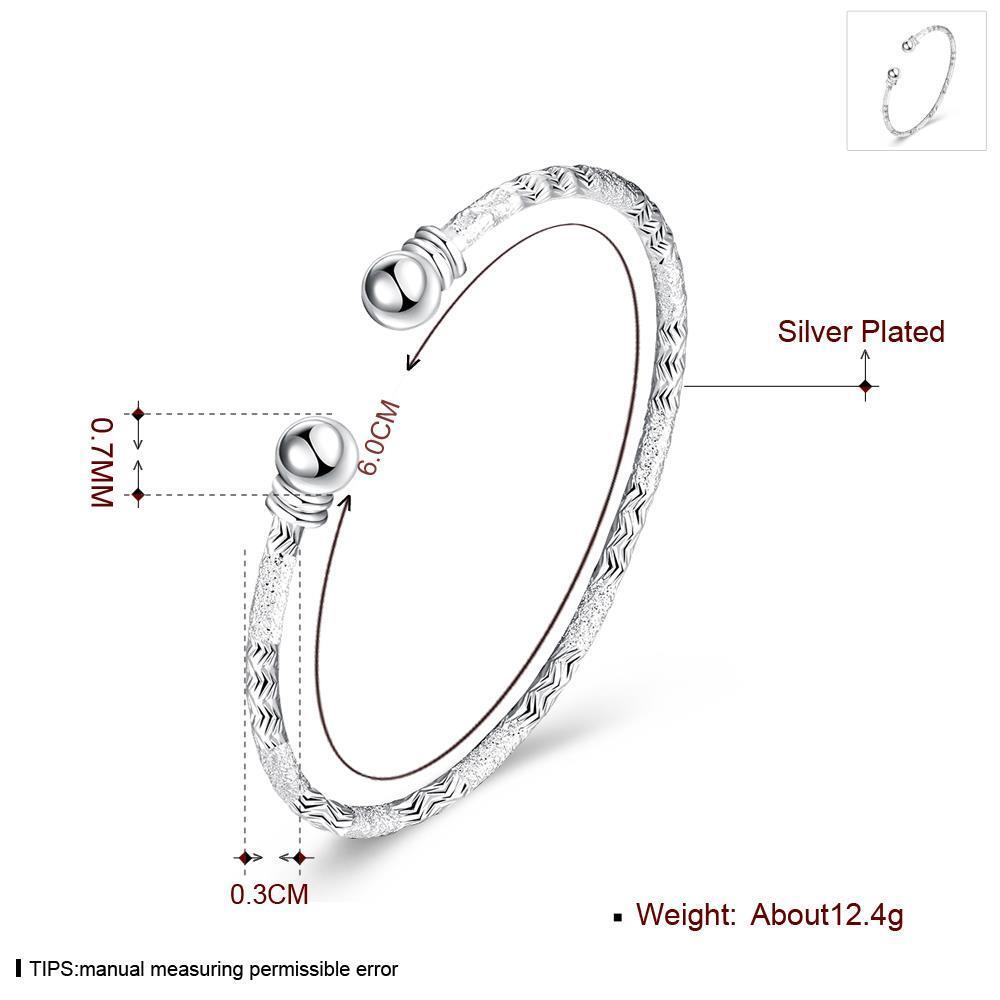 Silver Plated
6.0CM
0.7MM
0.3CM
▪ Weight: About12.4g
TIPS:manual measuring permissible error